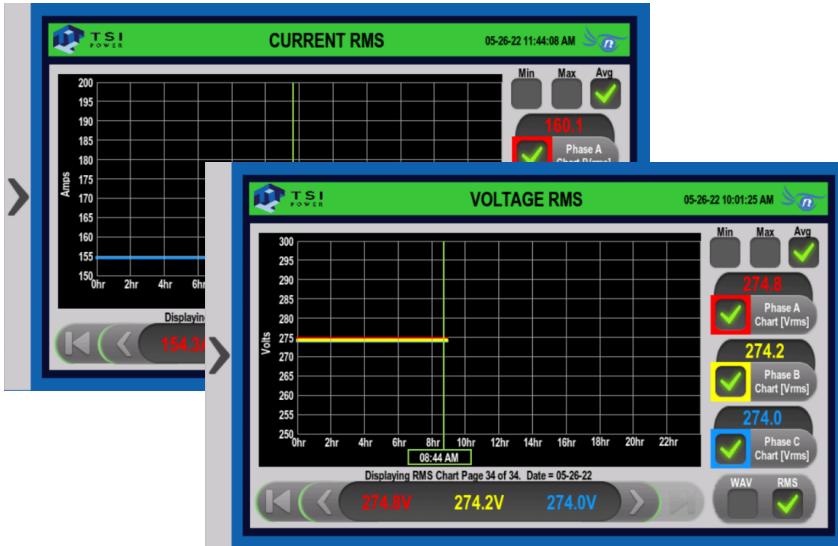 TSI
POWER
CURRENT RMS
05-26-22 11:44:08 AM
n
Min Max Avg
200
195
190
185
180
175
170
165
160
155
150
Amps
0hr 2hr 4hr 6hr
160.1
Phase A
Chart [Vrms]
Displaying
154.3A
TSI
POWER
VOLTAGE RMS
05-26-22 10:01:25 AM
n
Min Max Avg
300
295
290
285
280
275
270
265
260
255
250
Volts
0hr 2hr 4hr 6hr 8hr 10hr 12hr 14hr 16hr 18hr 20hr 22hr
08:44 AM
274.8
Phase A
Chart [Vrms]
274.2
Phase B
Chart [Vrms]
274.0
Phase C
Chart [Vrms]
Displaying RMS Chart Page 34 of 34. Date = 05-26-22
274.8V 274.2V 274.0V
WAV RMS